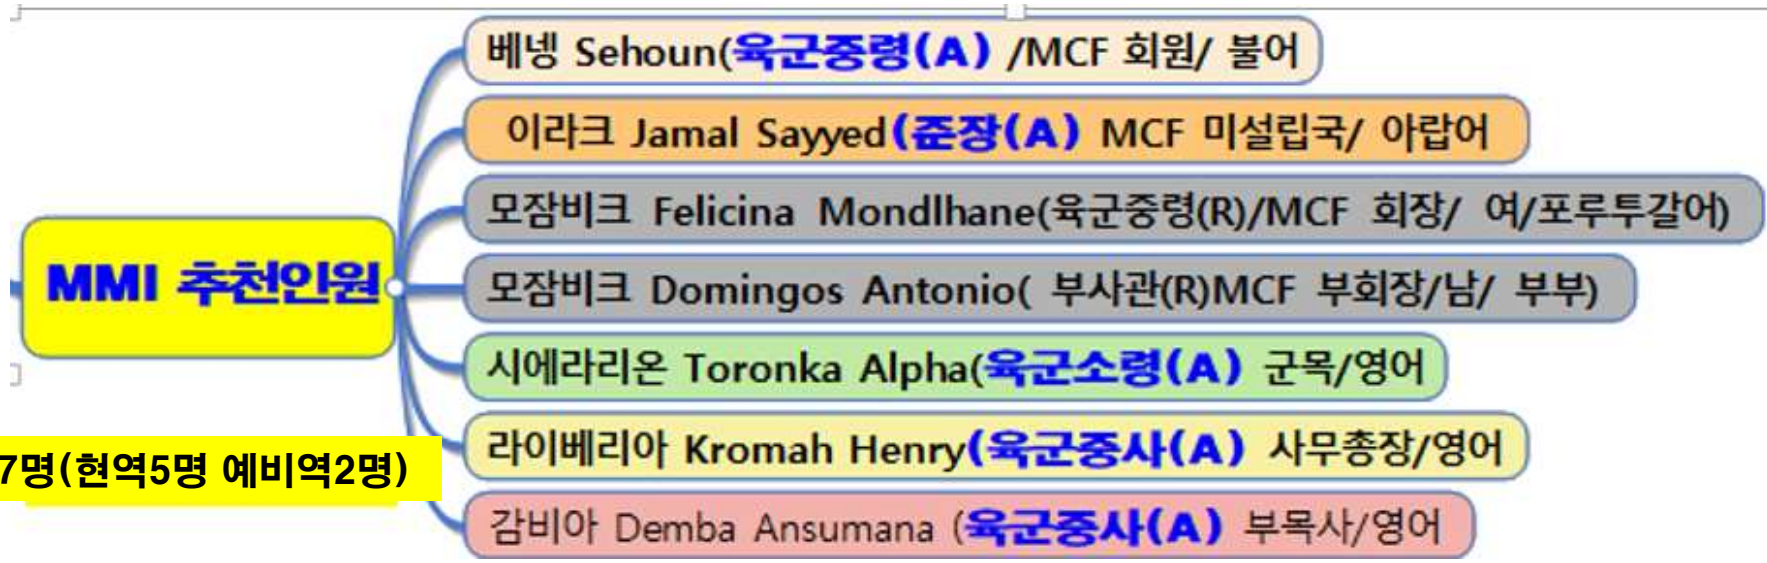 베넹 Sehoun(육군중령(A) /MCF 회원/ 불어
이라크 Jamal Sayyed(준장(A) MCF 미설립국/ 아랍어
모잠비크 Felicina Mondlhane(육군중령(R)/MCF 회장/ 여/포루투갈어)
MMI 추천인원
모잠비크 Domingos Antonio( 부사관(R)MCF 부회장/남/ 부부)
시에라리온 Toronka Alpha(육군소령(A) 군목/영어
라이베리아 Kromah Henry(육군중사(A) 사무총장/영어
7명(현역5명 예비역2명)
감비아 Demba Ansumana (육군중사(A) 부목사/영어